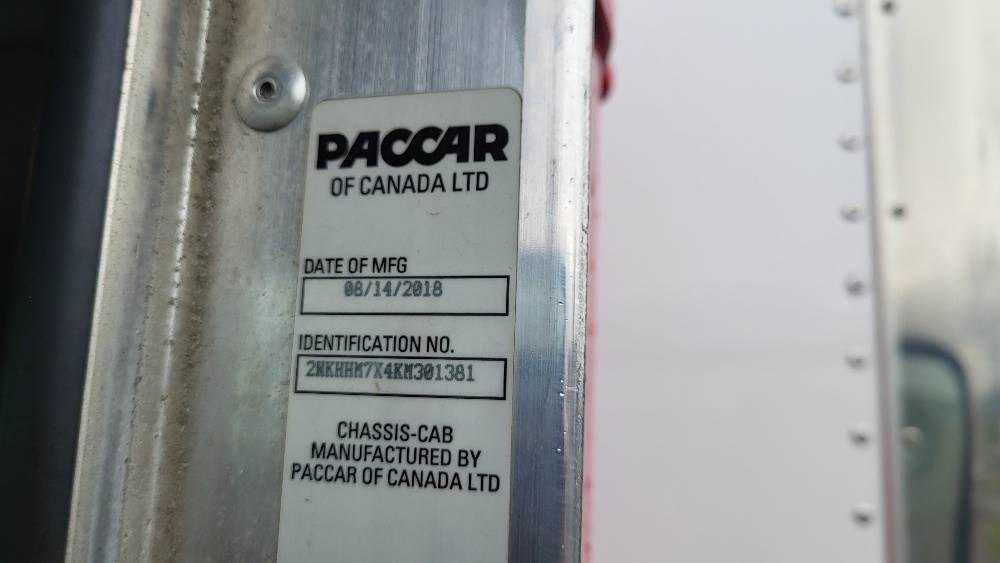 PACCAR
OF CANADA LTD
DATE OF MFG
08/14/2018
IDENTIFICATION NO.
2NKHHM7X4KM301381
CHASSIS-CAB
MANUFACTURED BY
PACCAR OF CANADA LTD